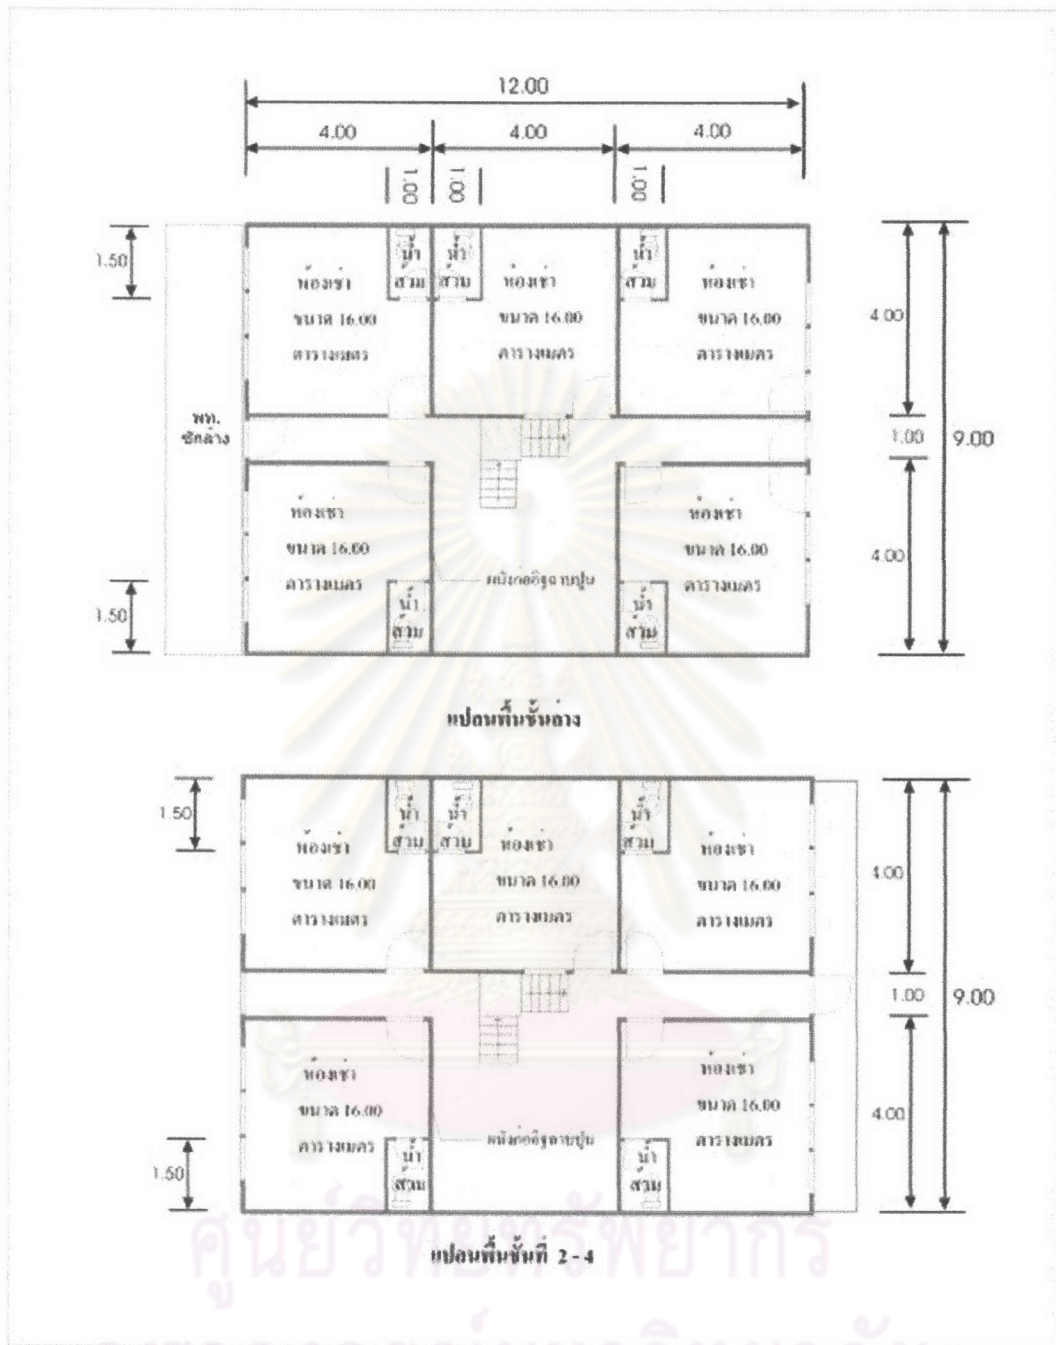 12.00
4.00 4.00 4.00
1.00 1.00 1.00
1.50
น้ำ น้ำ น้ำ
ส้วม ส้วม ส้วม
ห้องเช่า ห้องเช่า ห้องเช่า
ขนาด 16.00 ขนาด 16.00 ขนาด 16.00
ตารางเมตร ตารางเมตร ตารางเมตร
4.00
พท.
ซักล้าง
1.00 9.00
ห้องเช่า ห้องเช่า
ขนาด 16.00 ขนาด 16.00
ตารางเมตร ตารางเมตร
4.00
ผนังก่ออิฐฉาบปูน
1.50
น้ำ น้ำ
ส้วม ส้วม
แปลนพื้นชั้นล่าง
1.50
น้ำ น้ำ น้ำ
ส้วม ส้วม ส้วม
ห้องเช่า ห้องเช่า ห้องเช่า
ขนาด 16.00 ขนาด 16.00 ขนาด 16.00
ตารางเมตร ตารางเมตร ตารางเมตร
4.00
1.00 9.00
ห้องเช่า ห้องเช่า
ขนาด 16.00 ขนาด 16.00
ตารางเมตร ตารางเมตร
4.00
ผนังก่ออิฐฉาบปูน
1.50
น้ำ น้ำ
ส้วม ส้วม
ศูนย์วิทยทรัพยากร
แปลนพื้นชั้นที่ 2 - 4